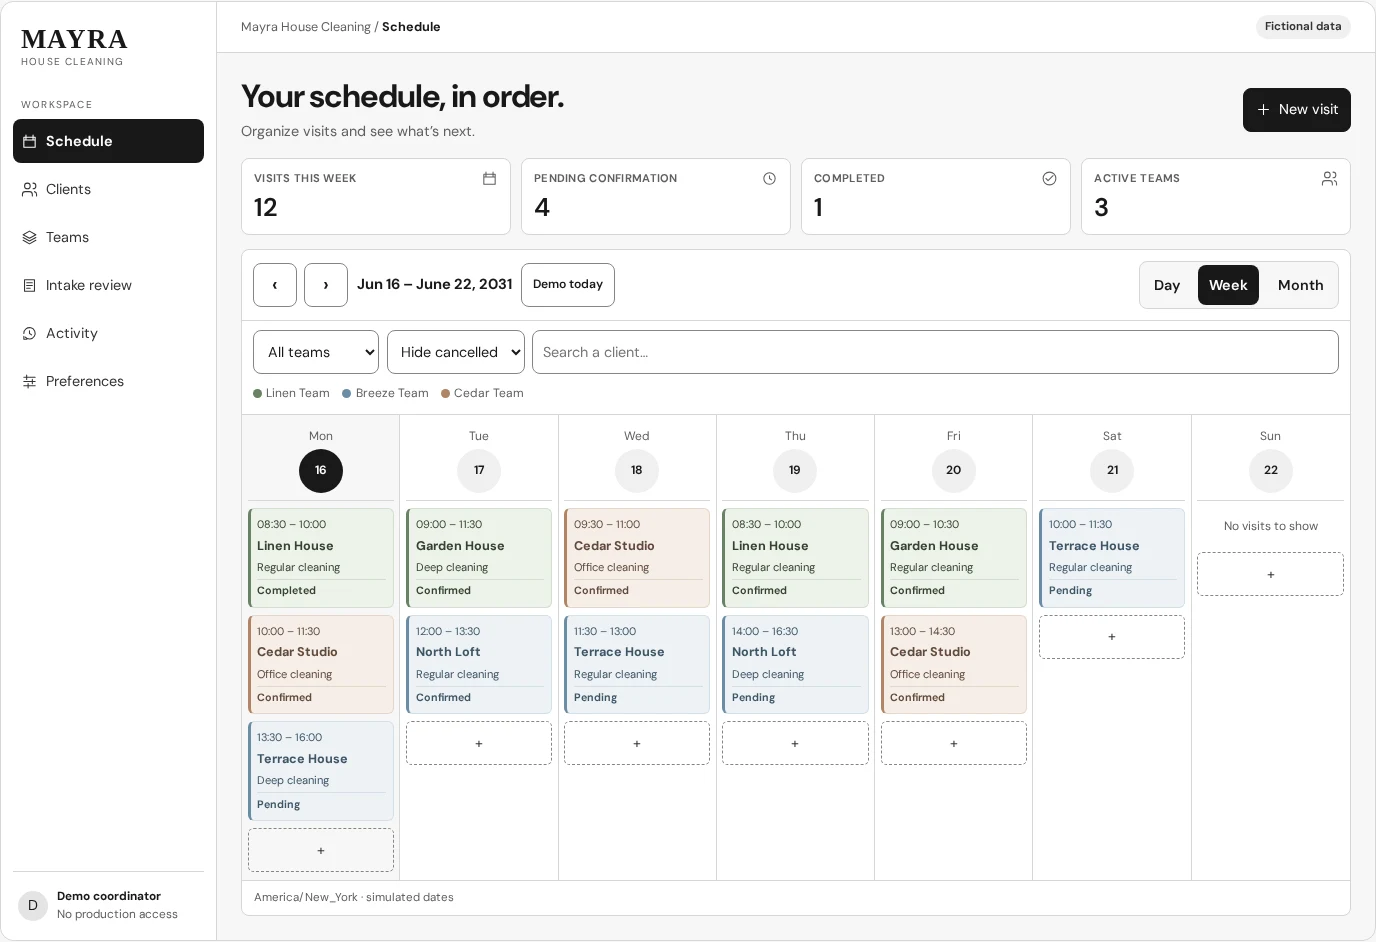 MAYRA
HOUSE CLEANING
WORKSPACE
Schedule
Clients
Teams
Intake review
Activity
Preferences
D
Demo coordinator
No production access
Mayra House Cleaning / Schedule
Fictional data
Your schedule, in order.
Organize visits and see what’s next.
+ New visit
VISITS THIS WEEK
12
PENDING CONFIRMATION
4
COMPLETED
1
ACTIVE TEAMS
3
‹ › Jun 16 – June 22, 2031 Demo today
Day Week Month
All teams Hide cancelled Search a client…
Linen Team Breeze Team Cedar Team
Mon
16
08:30 – 10:00
Linen House
Regular cleaning
Completed
10:00 – 11:30
Cedar Studio
Office cleaning
Confirmed
13:30 – 16:00
Terrace House
Deep cleaning
Pending
+
Tue
17
09:00 – 11:30
Garden House
Deep cleaning
Confirmed
12:00 – 13:30
North Loft
Regular cleaning
Confirmed
+
Wed
18
09:30 – 11:00
Cedar Studio
Office cleaning
Confirmed
11:30 – 13:00
Terrace House
Regular cleaning
Pending
+
Thu
19
08:30 – 10:00
Linen House
Regular cleaning
Confirmed
14:00 – 16:30
North Loft
Deep cleaning
Pending
+
Fri
20
09:00 – 10:30
Garden House
Regular cleaning
Confirmed
13:00 – 14:30
Cedar Studio
Office cleaning
Confirmed
+
Sat
21
10:00 – 11:30
Terrace House
Regular cleaning
Pending
+
Sun
22
No visits to show
+
America/New_York · simulated dates